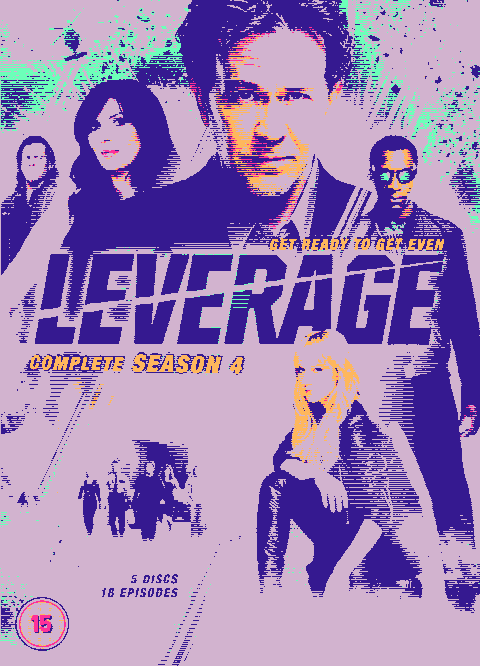 GET READY TO GET EVEN
LEVERAGE
COMPLETE SEASON 4
5 DISCS
18 EPISODES
15